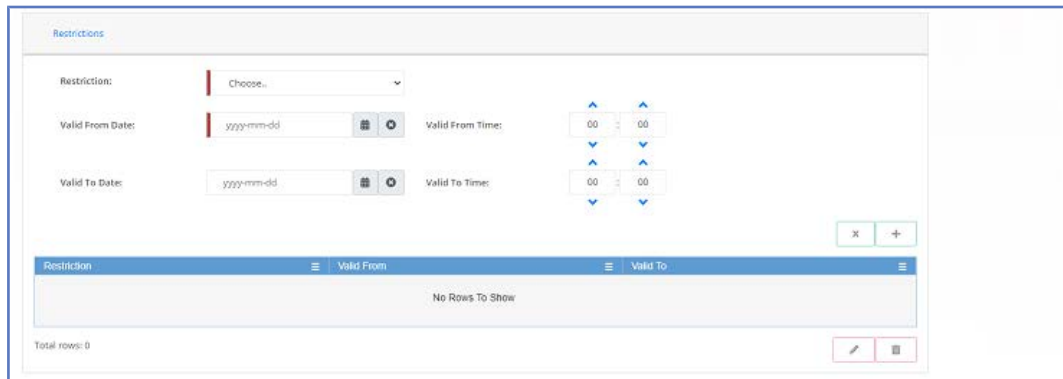 Restrictions
Restriction: Choose..
Valid From Date: yyyy-mm-dd Valid From Time: 00 : 00
Valid To Date: yyyy-mm-dd Valid To Time: 00 : 00
Restriction Valid From Valid To
No Rows To Show
Total rows: 0